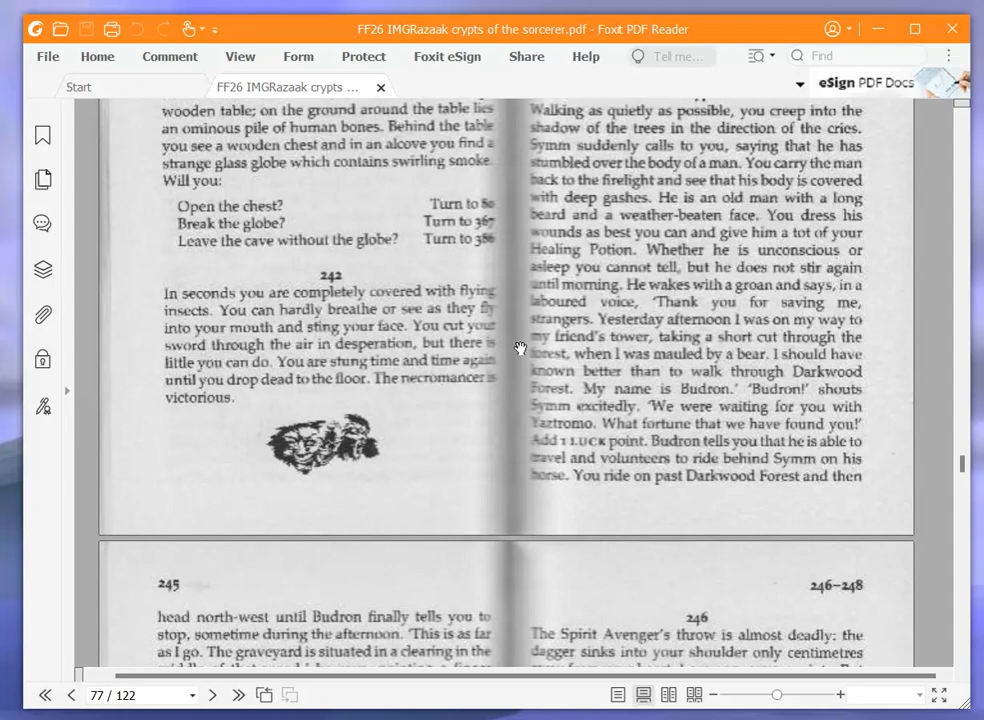 FF26 IMGRazaak crypts of the sorcerer.pdf - Foxit PDF Reader
File Home Comment View Form Protect Foxit eSign Share Help Tell me... Find
Start FF26 IMGRazaak crypts ... eSign PDF Docs
wooden table; on the ground around the table lies
an ominous pile of human bones. Behind the table
you see a wooden chest and in an alcove you find a
strange glass globe which contains swirling smoke.
Will you:
Open the chest? Turn to 80
Break the globe? Turn to 367
Leave the cave without the globe? Turn to 386
242
In seconds you are completely covered with flying
insects. You can hardly breathe or see as they fly
into your mouth and sting your face. You cut your
sword through the air in desperation, but there is
little you can do. You are stung time and time again
until you drop dead to the floor. The necromancer is
victorious.
Walking as quietly as possible, you creep into the
shadow of the trees in the direction of the cries.
Symm suddenly calls to you, saying that he has
stumbled over the body of a man. You carry the man
back to the firelight and see that his body is covered
with deep gashes. He is an old man with a long
beard and a weather-beaten face. You dress his
wounds as best you can and give him a tot of your
Healing Potion. Whether he is unconscious or
asleep you cannot tell, but he does not stir again
until morning. He wakes with a groan and says, in a
laboured voice, 'Thank you for saving me,
strangers. Yesterday afternoon I was on my way to
my friend's tower, taking a short cut through the
forest, when I was mauled by a bear. I should have
known better than to walk through Darkwood
Forest. My name is Budron.' 'Budron!' shouts
Symm excitedly. 'We were waiting for you with
Yaztromo. What fortune that we have found you!'
Add 1 LUCK point. Budron tells you that he is able to
travel and volunteers to ride behind Symm on his
horse. You ride on past Darkwood Forest and then
245
head north-west until Budron finally tells you to
stop, sometime during the afternoon. 'This is as far
as I go. The graveyard is situated in a clearing in the
246-248
246
The Spirit Avenger's throw is almost deadly: the
dagger sinks into your shoulder only centimetres
77 / 122